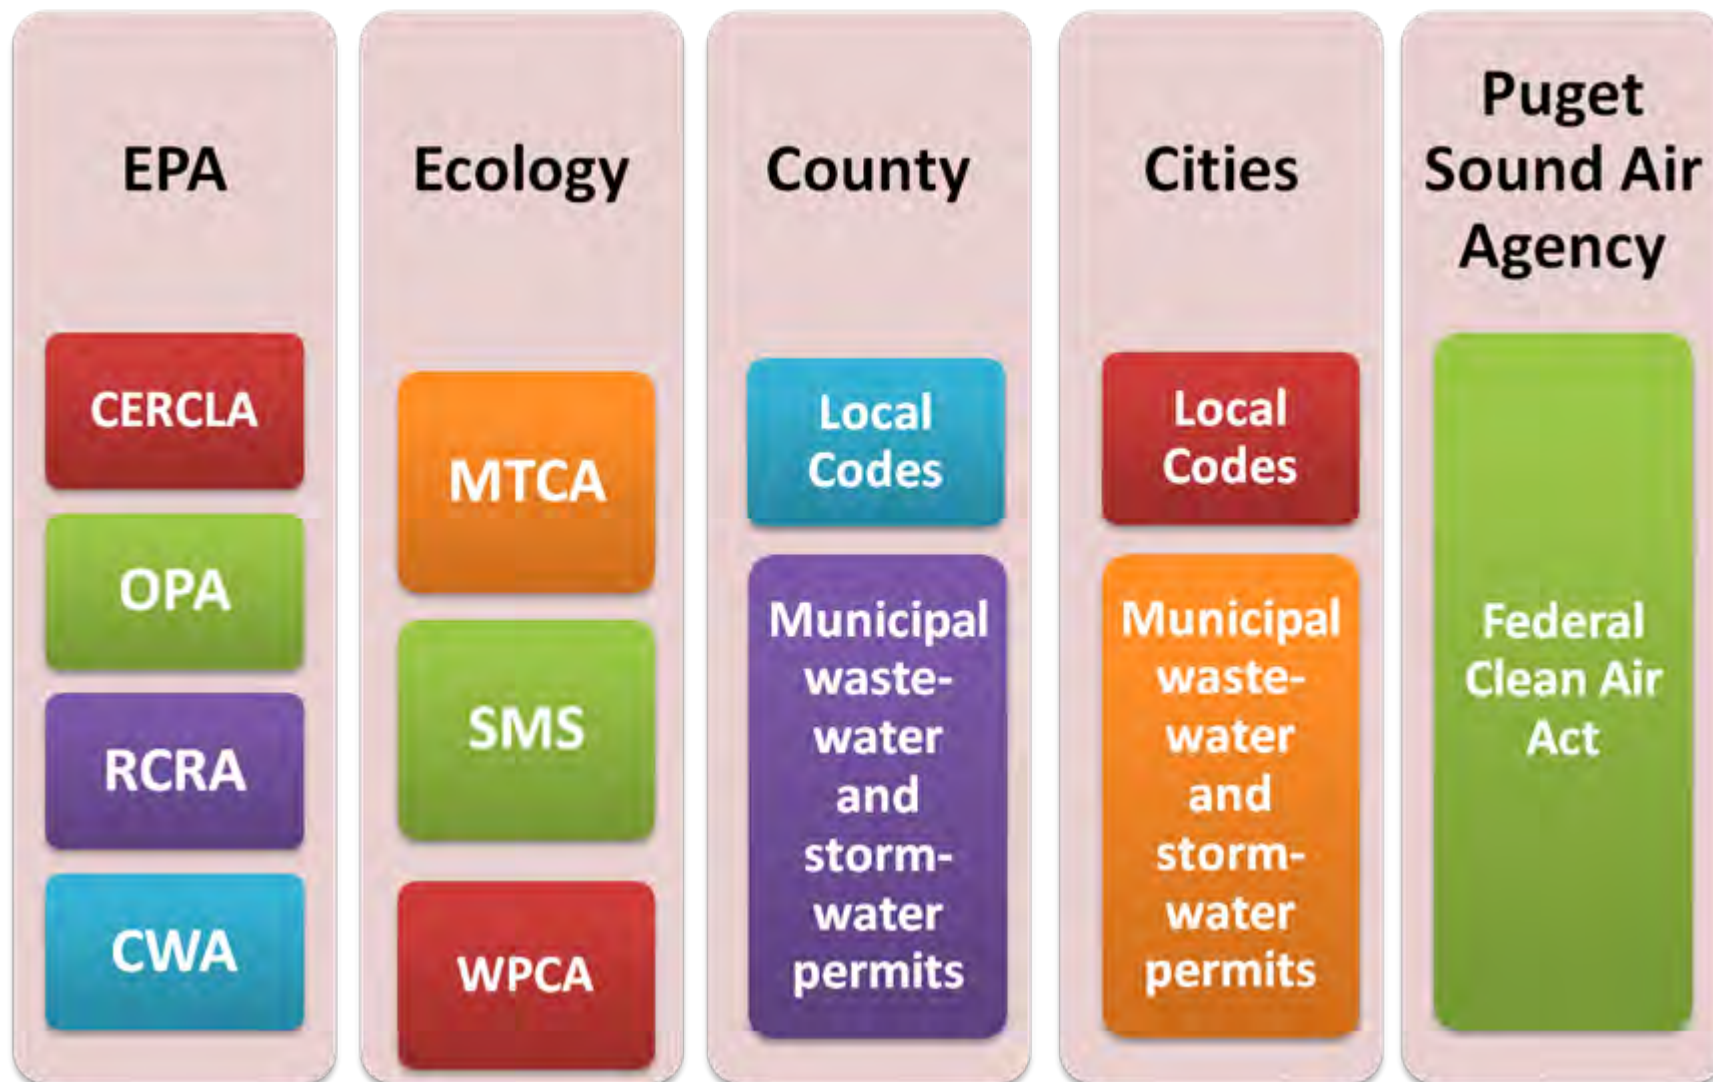 EPA
CERCLA
OPA
RCRA
CWA
Ecology
MTCA
SMS
WPCA
County
Local
Codes
Municipal
waste-
water
and
storm-
water
permits
Cities
Local
Codes
Municipal
waste-
water
and
storm-
water
permits
Puget
Sound Air
Agency
Federal
Clean Air
Act